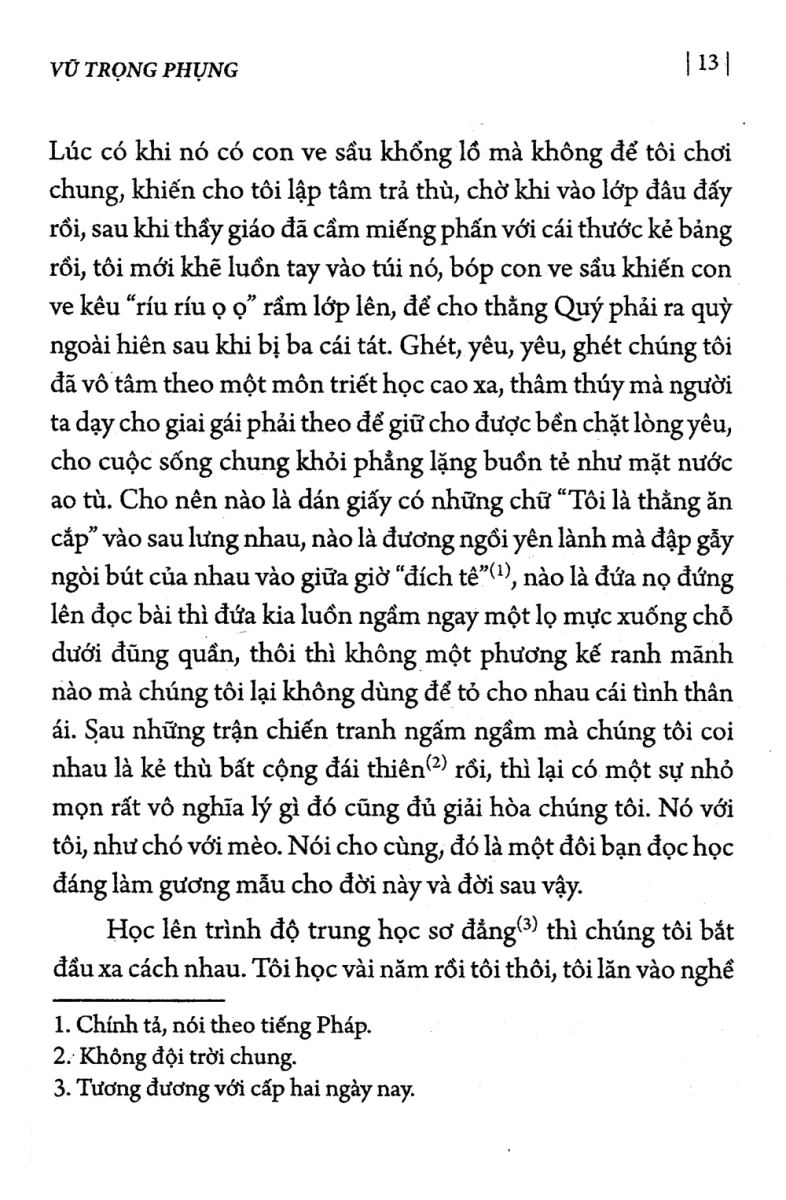 VŨ TRỌNG PHỤNG
| 13 |
Lúc có khi nó có con ve sầu khổng lồ mà không để tôi chơi
chung, khiến cho tôi lập tâm trả thù, chờ khi vào lớp đâu đấy
rồi, sau khi thầy giáo đã cầm miếng phấn với cái thước kẻ bảng
rồi, tôi mới khẽ luồn tay vào túi nó, bóp con ve sầu khiến con
ve kêu “ríu ríu ọ ọ” rầm lớp lên, để cho thằng Quý phải ra quỳ
ngoài hiên sau khi bị ba cái tát. Ghét, yêu, yêu, ghét chúng tôi
đã vô tâm theo một môn triết học cao xa, thâm thúy mà người
ta dạy cho giai gái phải theo để giữ cho được bền chặt lòng yêu,
cho cuộc sống chung khỏi phẳng lặng buồn tẻ như mặt nước
ao tù. Cho nên nào là dán giấy có những chữ “Tôi là thằng ăn
cắp” vào sau lưng nhau, nào là đương ngồi yên lành mà đập gẫy
ngòi bút của nhau vào giữa giờ “đích tê”(1), nào là đứa nọ đứng
lên đọc bài thì đứa kia luồn ngầm ngay một lọ mực xuống chỗ
dưới đũng quần, thôi thì không một phương kế ranh mãnh
nào mà chúng tôi lại không dùng để tỏ cho nhau cái tình thân
ái. Sau những trận chiến tranh ngấm ngầm mà chúng tôi coi
nhau là kẻ thù bất cộng đái thiên(2) rồi, thì lại có một sự nhỏ
mọn rất vô nghĩa lý gì đó cũng đủ giải hòa chúng tôi. Nó với
tôi, như chó với mèo. Nói cho cùng, đó là một đôi bạn đọc học
đáng làm gương mẫu cho đời này và đời sau vậy.
Học lên trình độ trung học sơ đẳng(3) thì chúng tôi bắt
đầu xa cách nhau. Tôi học vài năm rồi tôi thôi, tôi lăn vào nghề
1. Chính tả, nói theo tiếng Pháp.
2. Không đội trời chung.
3. Tương đương với cấp hai ngày nay.